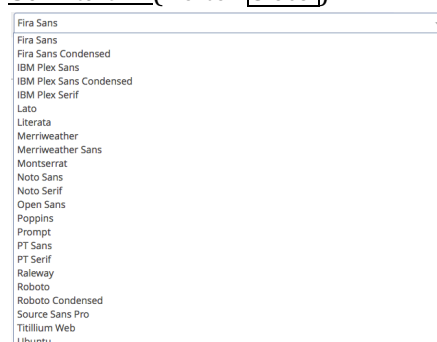 Fira Sans
Fira Sans
Fira Sans Condensed
IBM Plex Sans
IBM Plex Sans Condensed
IBM Plex Serif
Lato
Literata
Merriweather
Merriweather Sans
Montserrat
Noto Sans
Noto Serif
Open Sans
Poppins
Prompt
PT Sans
PT Serif
Raleway
Roboto
Roboto Condensed
Source Sans Pro
Titillium Web
Ubuntu